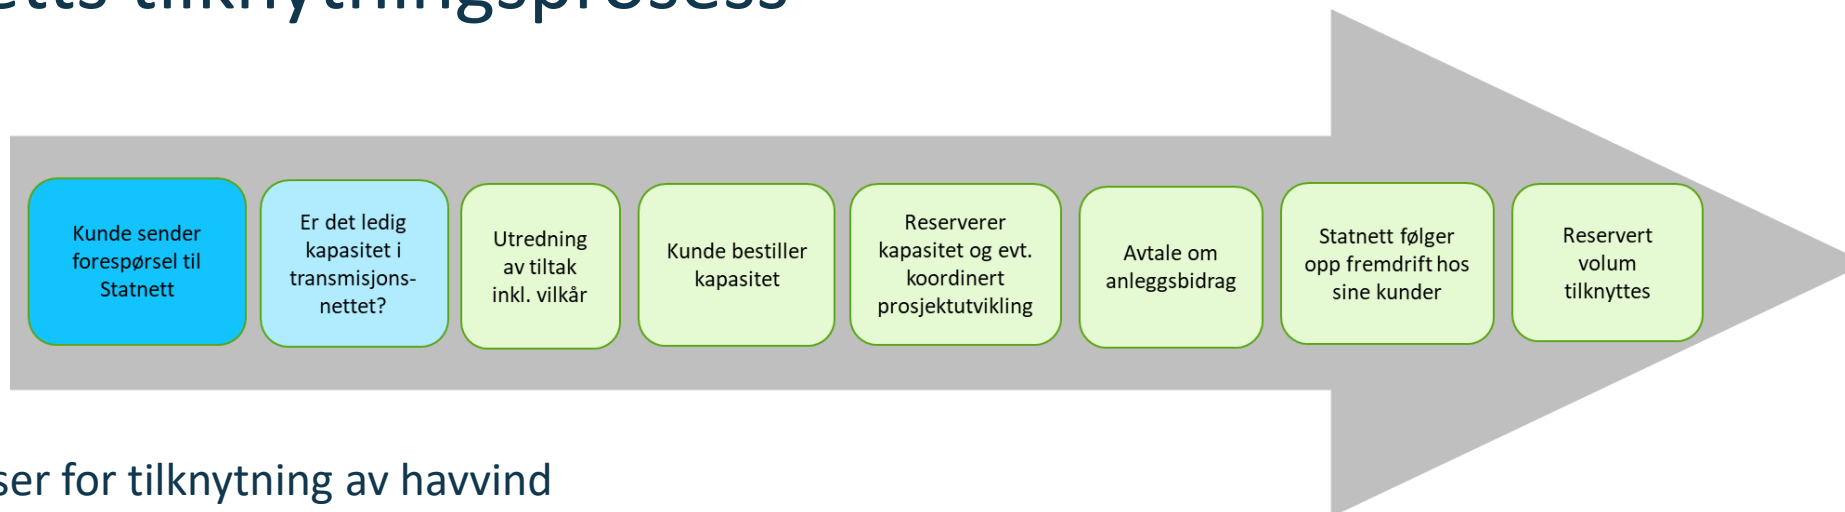 etts tilknytningsprosess
Kunde sender
forespørsel til
Statnett
Er det ledig
kapasitet i
transmisjons-
nettet?
Utredning
av tiltak
inkl. vilkår
Kunde bestiller
kapasitet
Reserverer
kapasitet og evt.
koordinert
prosjektutvikling
Avtale om
anleggsbidrag
Statnett følger
opp fremdrift hos
sine kunder
Reservert
volum
tilknyttes
ser for tilknytning av havvind